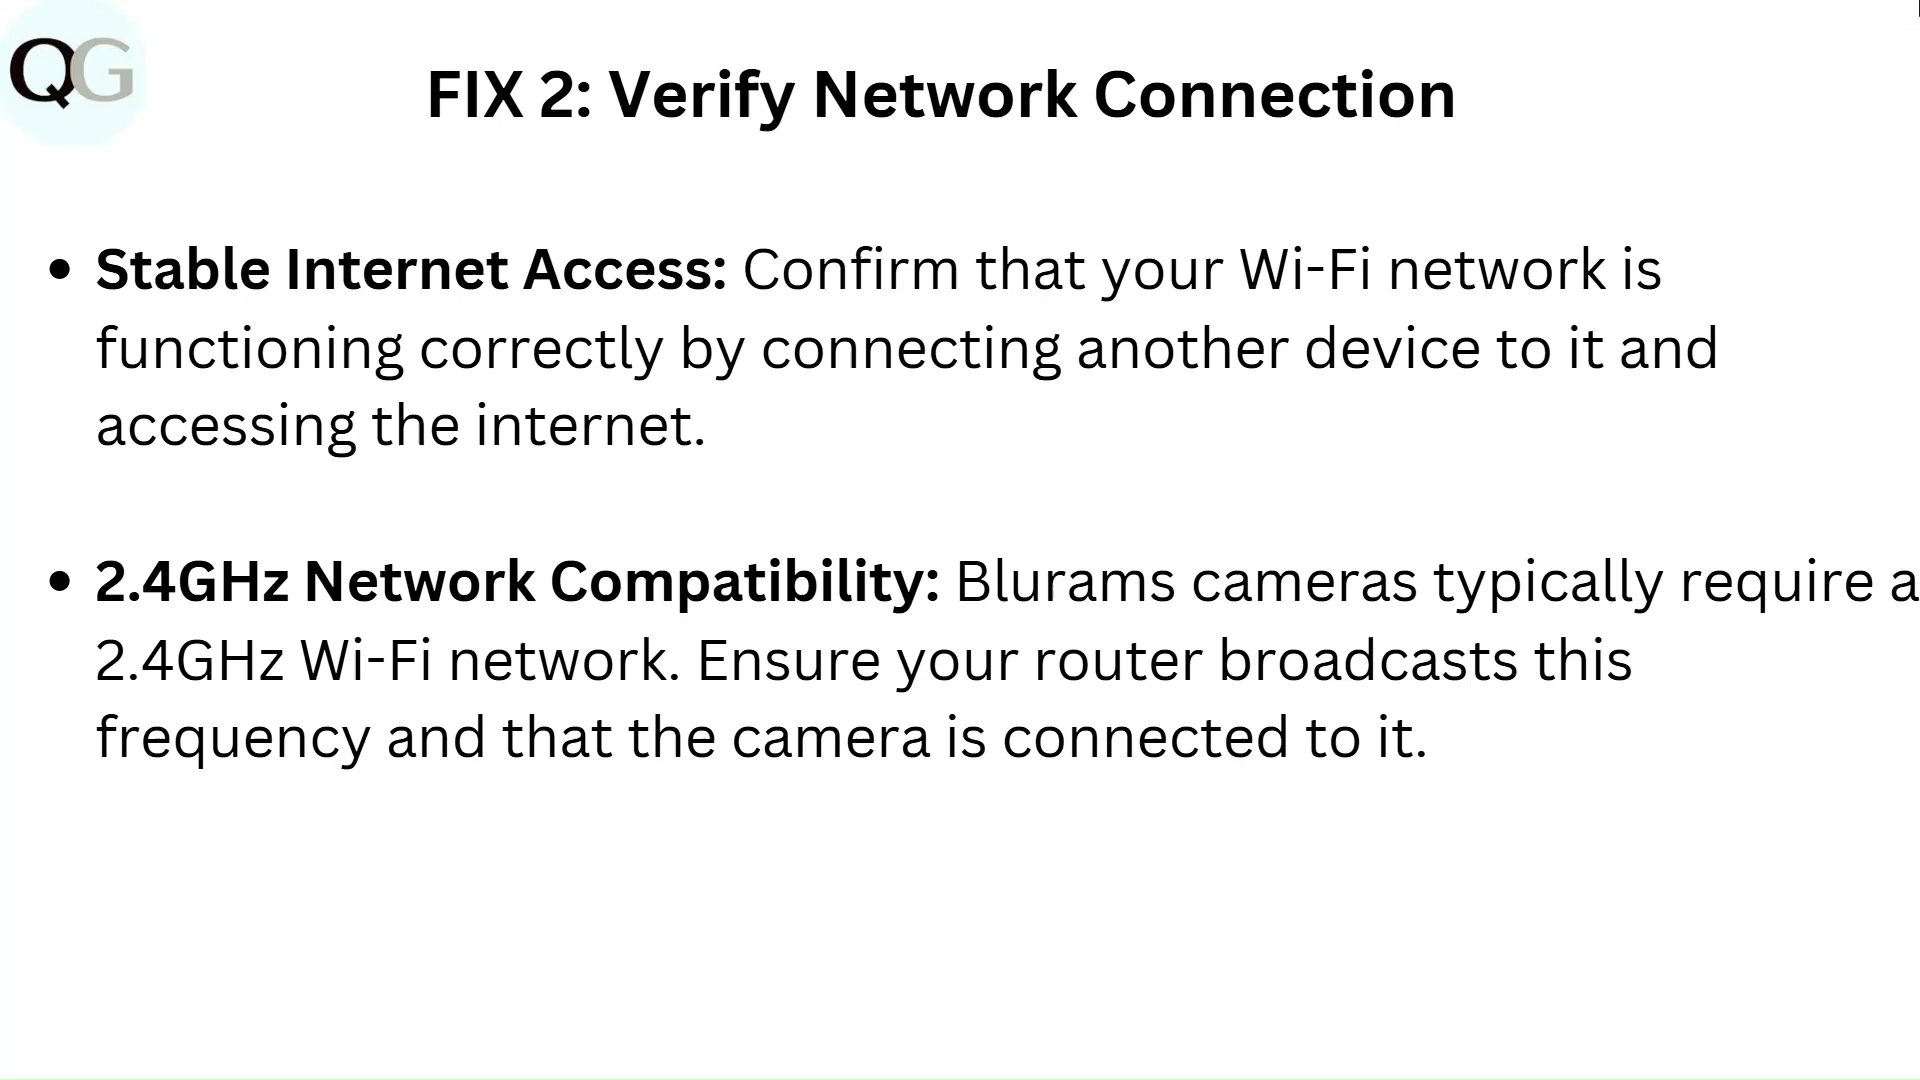 QG
FIX 2: Verify Network Connection
• Stable Internet Access: Confirm that your Wi-Fi network is
functioning correctly by connecting another device to it and
accessing the internet.
• 2.4GHz Network Compatibility: Blurams cameras typically require a
2.4GHz Wi-Fi network. Ensure your router broadcasts this
frequency and that the camera is connected to it.